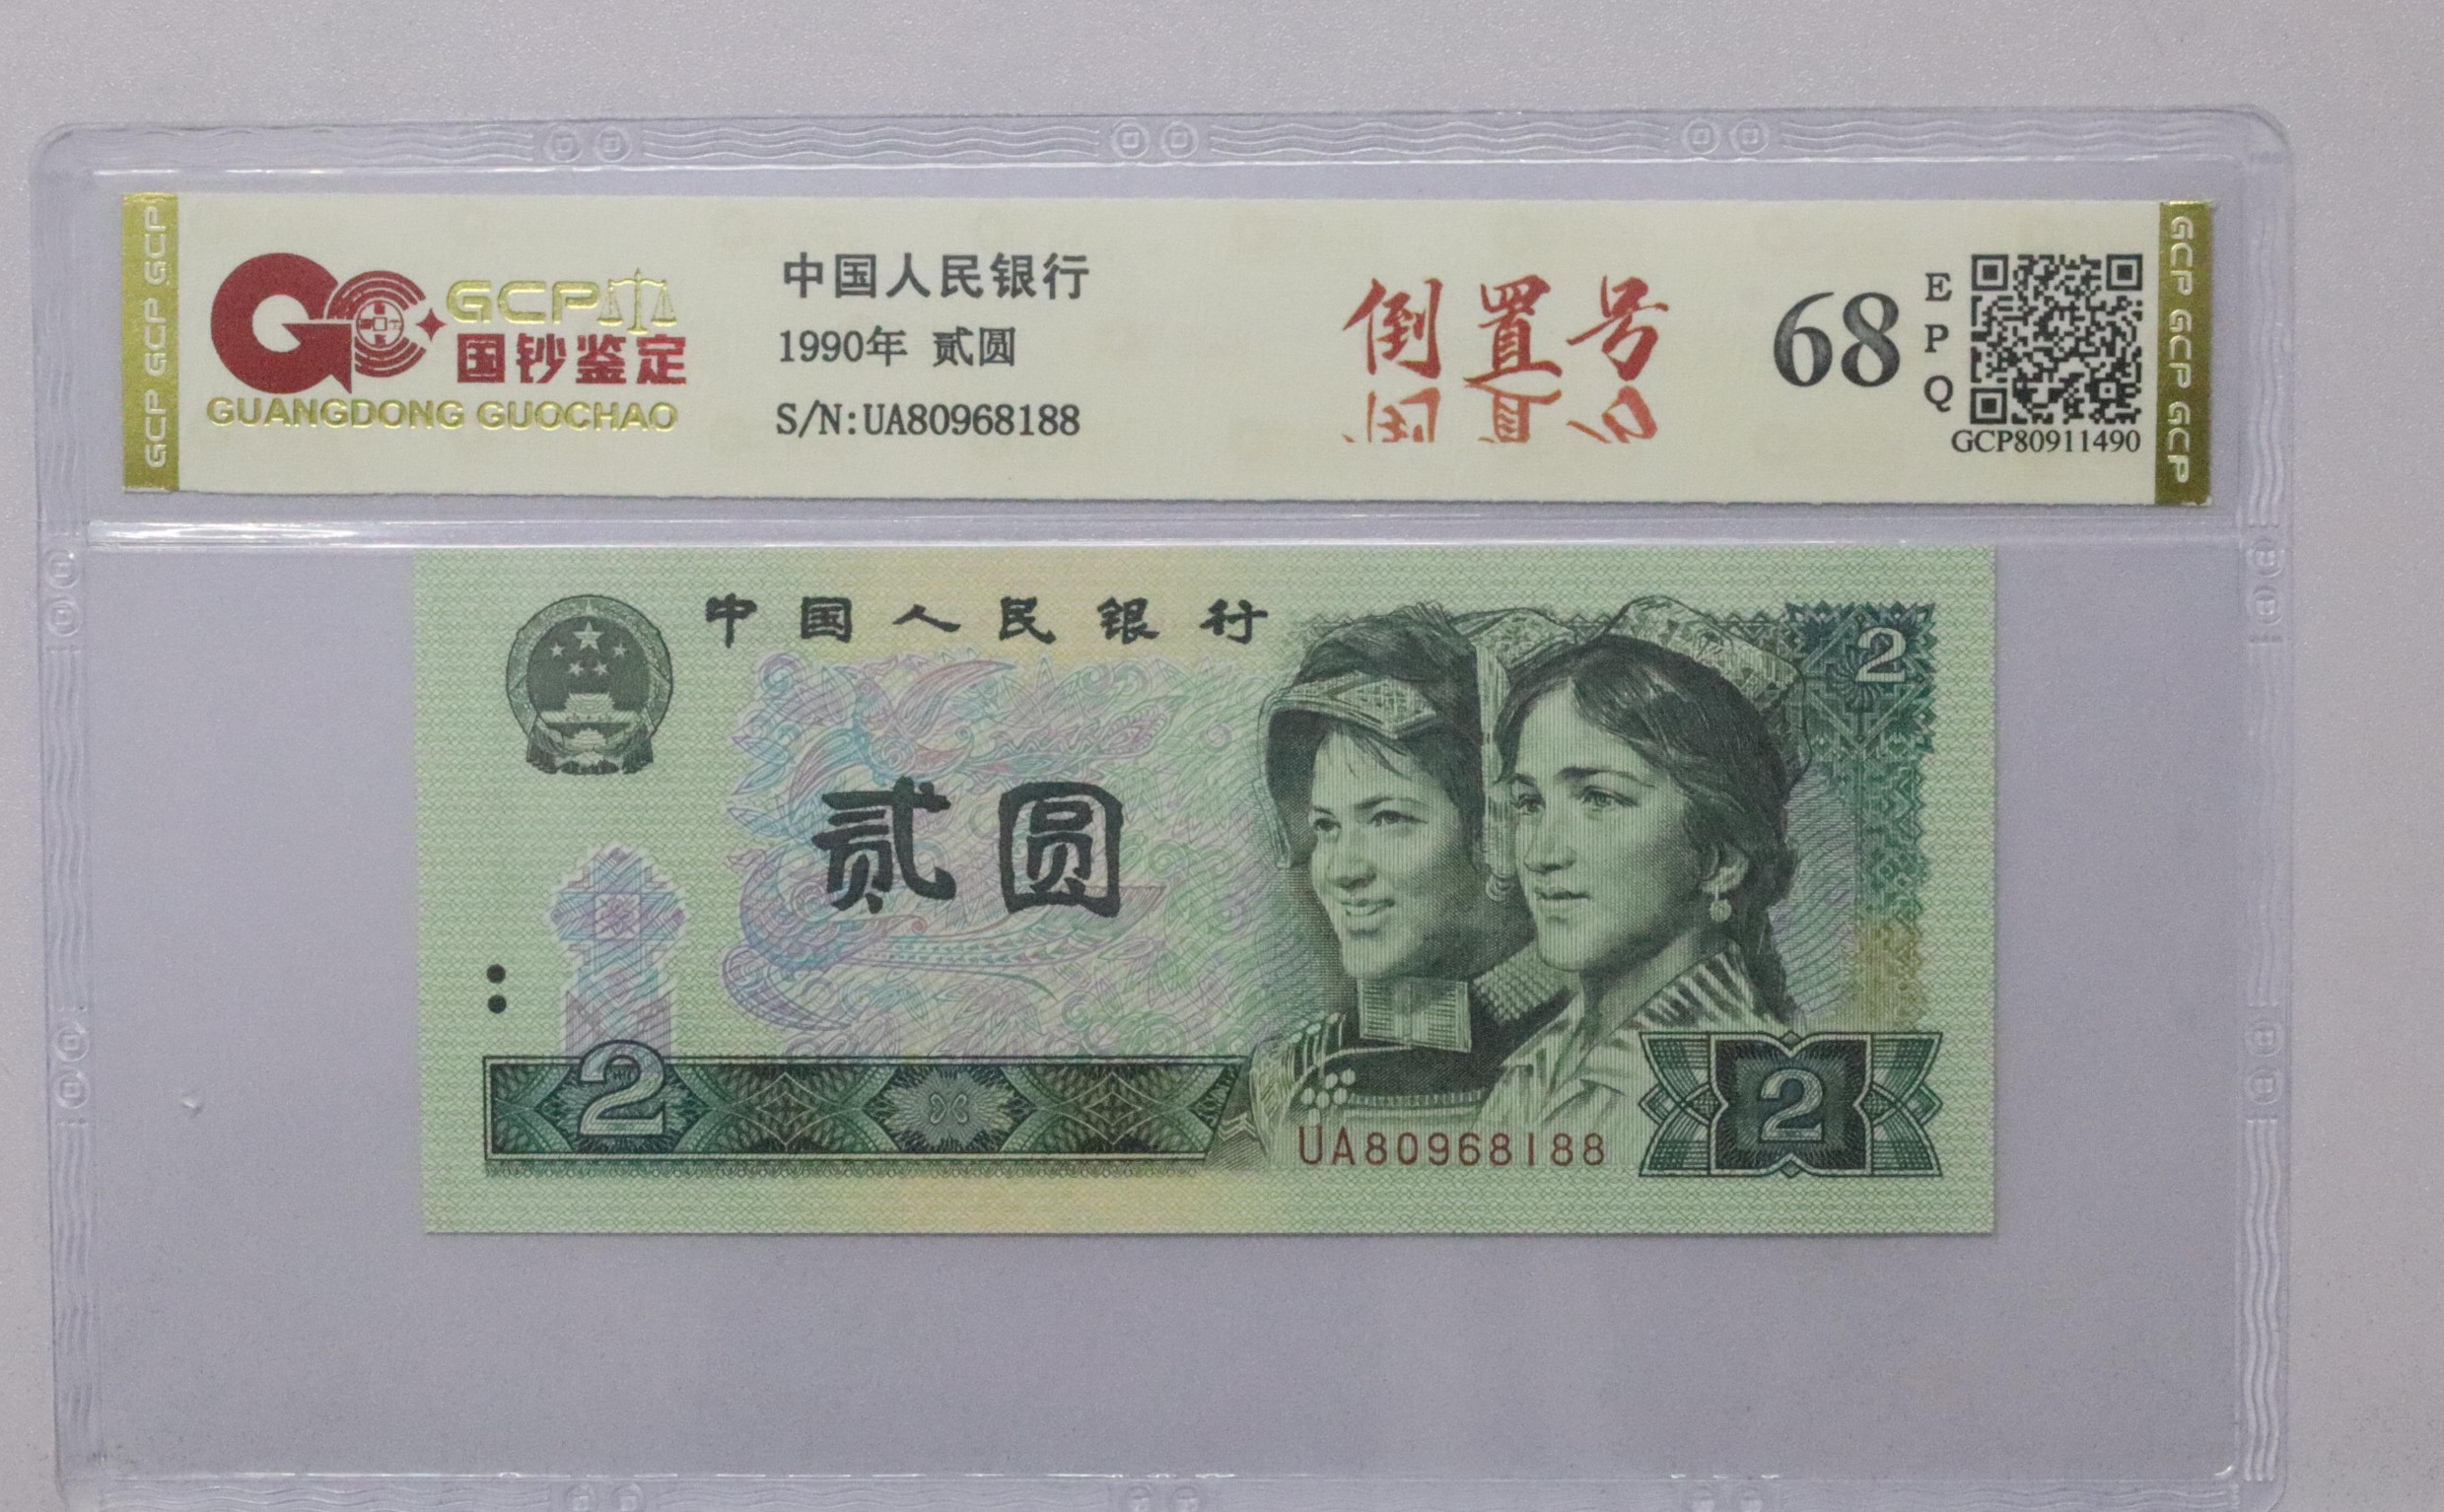 GCP GCP GCP
GCP
国钞鉴定
GUANGDONG GUOCHAO
中国人民银行
1990年 贰圆
S/N:UA80968188
倒置号
68
EPQ
GCP80911490
GCP GCP GCP
中国人民银行
2
贰圆
2
UA80968188
2